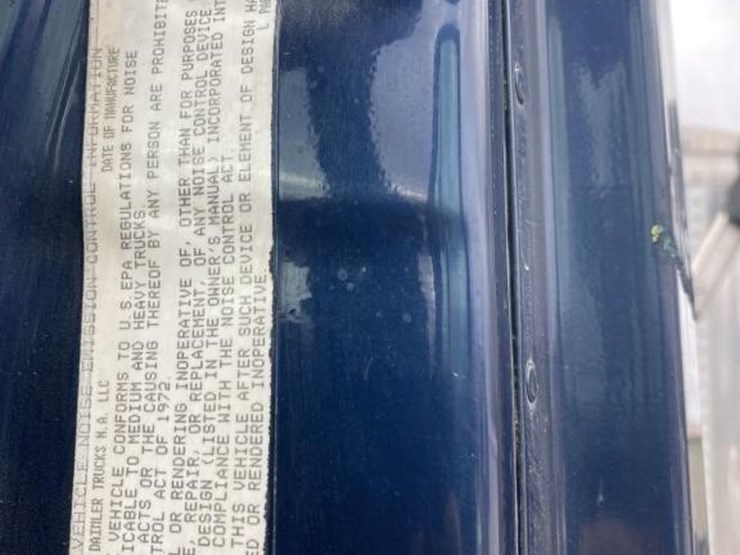 VEHICLE NOISE EMISSION CONTROL INFORMATION
DAIMLER TRUCKS N.A. LLC DATE OF MANUFACTURE
VEHICLE CONFORMS TO U.S.EPA REGULATIONS FOR NOISE
ICABLE TO MEDIUM AND HEAVY TRUCKS.
ACTS OR THE CAUSING THEREOF BY ANY PERSON ARE PROHIBITE
TROL ACT OF 1972.
L OR RENDERING INOPERATIVE OF, OTHER THAN FOR PURPOSES
E, REPAIR, OR REPLACEMENT, OF ANY NOISE CONTROL DEVICE
DESIGN (LISTED IN THE OWNER'S MANUAL) INCORPORATED INT
COMPLIANCE WITH THE NOISE CONTROL ACT.
THIS VEHICLE AFTER SUCH DEVICE OR ELEMENT OF DESIGN HA
ED OR RENDERED INOPERATIVE